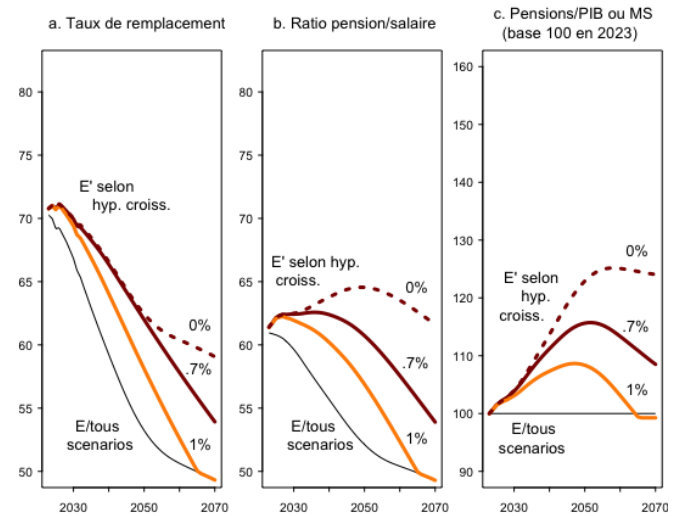 a. Taux de remplacement
80
75
70
65
60
55
50
E' selon
hyp. croiss.
0%
.7%
1%
E/tous
scenarios
2030
2050
2070
b. Ratio pension/salaire
80
75
70
65
60
55
50
E' selon hyp.
croiss.
0%
.7%
1%
E/tous
scenarios
2030
2050
2070
c. Pensions/PIB ou MS
(base 100 en 2023)
160
150
140
130
120
110
100
90
E' selon
hyp.
croiss.
0%
.7%
1%
E/tous
scenarios
2030
2050
2070